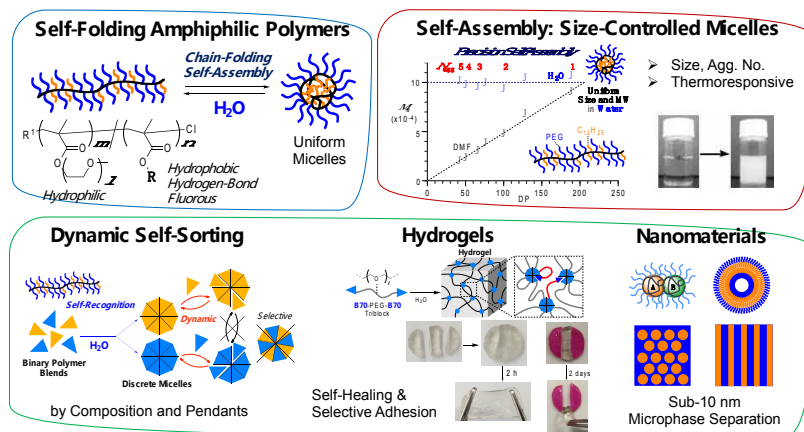 Self-Folding Amphiphilic Polymers
Chain-Folding
Self-Assembly
H2O
Uniform
Micelles
R1
m
n
Cl
O
O
O
O
l
R
Hydrophilic
Hydrophobic
Hydrogen-Bond
Fluorous
Self-Assembly: Size-Controlled Micelles
Precision Self-Assembly
Nagg 5 4 3 2 1
H2O
Uniform
Size and MW
in Water
M
(x10-4)
10
5
0
DMF
PEG
C12H25
0 50 100 150 200 250
DP
Size, Agg. No.
Thermoresponsive
Dynamic Self-Sorting
Self-Recognition
H2O
Binary Polymer
Blends
Dynamic
Selective
Discrete Micelles
by Composition and Pendants
Hydrogels
Hydrogel
O
B70-PEG-B70
Triblock
H2O
2 h
2 days
Self-Healing &
Selective Adhesion
Nanomaterials
A B
Sub-10 nm
Microphase Separation